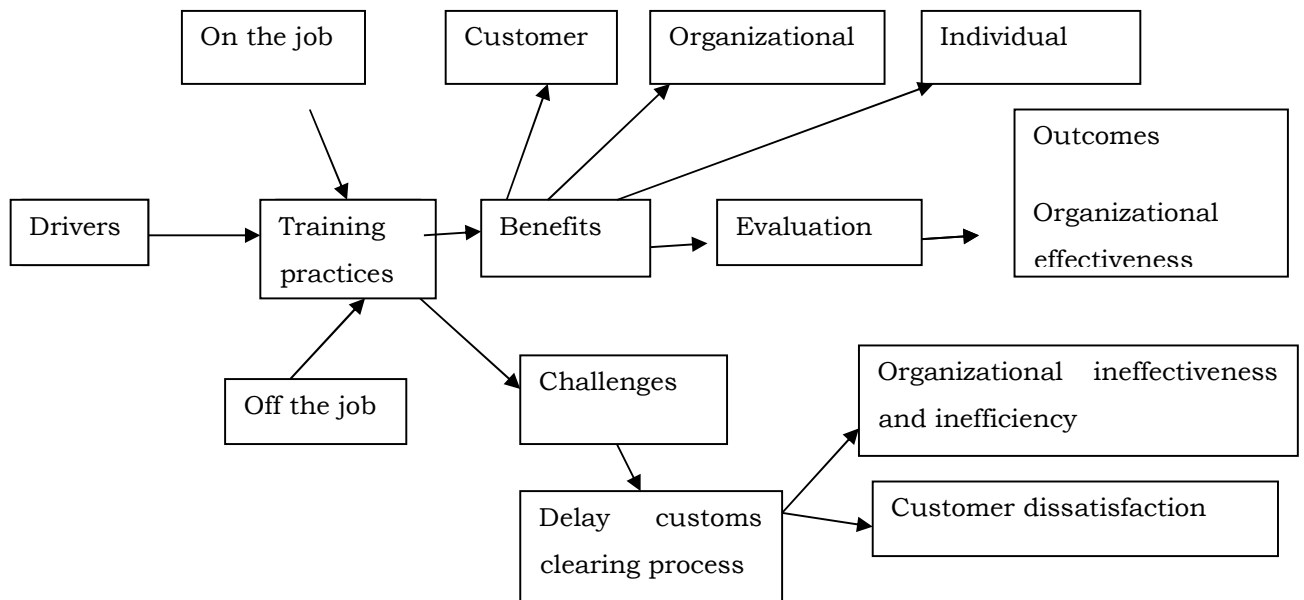 On the job
Customer
Organizational
Individual
Outcomes
Organizational
effectiveness
Drivers
Training
practices
Benefits
Evaluation
Off the job
Challenges
Organizational ineffectiveness
and inefficiency
Delay customs
clearing process
Customer dissatisfaction